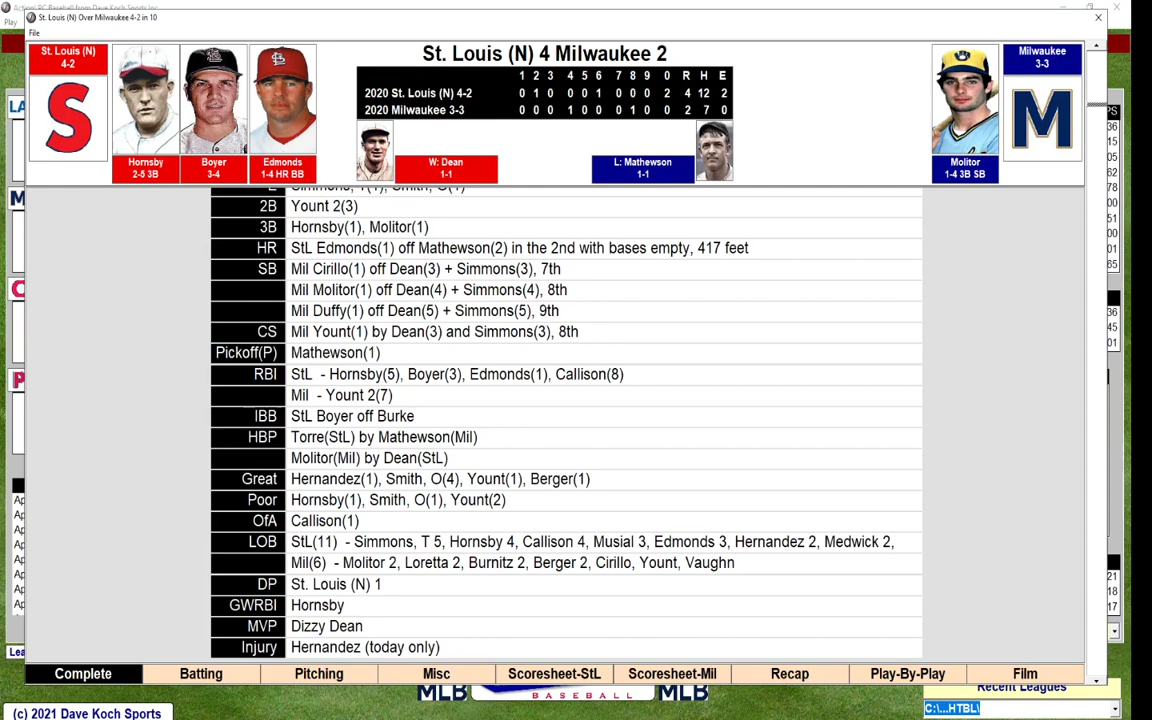 St. Louis (N) Over Milwaukee 4-2 in 10
File
St. Louis (N)
4-2
S
Hornsby
2-5 3B
Boyer
3-4
Edmonds
1-4 HR BB
St. Louis (N) 4 Milwaukee 2
1 2 3 4 5 6 7 8 9 0 R H E
2020 St. Louis (N) 4-2 0 1 0 0 0 1 0 0 0 2 4 12 2
2020 Milwaukee 3-3 0 0 0 1 0 0 0 1 0 0 2 7 0
W: Dean
1-1
L: Mathewson
1-1
Molitor
1-4 3B SB
Milwaukee
3-3
M
E Simmons, T(1), Smith, O(1)
2B Yount 2(3)
3B Hornsby(1), Molitor(1)
HR StL Edmonds(1) off Mathewson(2) in the 2nd with bases empty, 417 feet
SB Mil Cirillo(1) off Dean(3) + Simmons(3), 7th
Mil Molitor(1) off Dean(4) + Simmons(4), 8th
Mil Duffy(1) off Dean(5) + Simmons(5), 9th
CS Mil Yount(1) by Dean(3) and Simmons(3), 8th
Pickoff(P) Mathewson(1)
RBI StL - Hornsby(5), Boyer(3), Edmonds(1), Callison(8)
Mil - Yount 2(7)
IBB StL Boyer off Burke
HBP Torre(StL) by Mathewson(Mil)
Molitor(Mil) by Dean(StL)
Great Hernandez(1), Smith, O(4), Yount(1), Berger(1)
Poor Hornsby(1), Smith, O(1), Yount(2)
OfA Callison(1)
LOB StL(11) - Simmons, T 5, Hornsby 4, Callison 4, Musial 3, Edmonds 3, Hernandez 2, Medwick 2,
Mil(6) - Molitor 2, Loretta 2, Burnitz 2, Berger 2, Cirillo, Yount, Vaughn
DP St. Louis (N) 1
GWRBI Hornsby
MVP Dizzy Dean
Injury Hernandez (today only)
Complete Batting Pitching Misc Scoresheet-StL Scoresheet-Mil Recap Play-By-Play Film
MLB BASEBALL MLB
Recent Leagues
C:\...HTBL\
(c) 2021 Dave Koch Sports